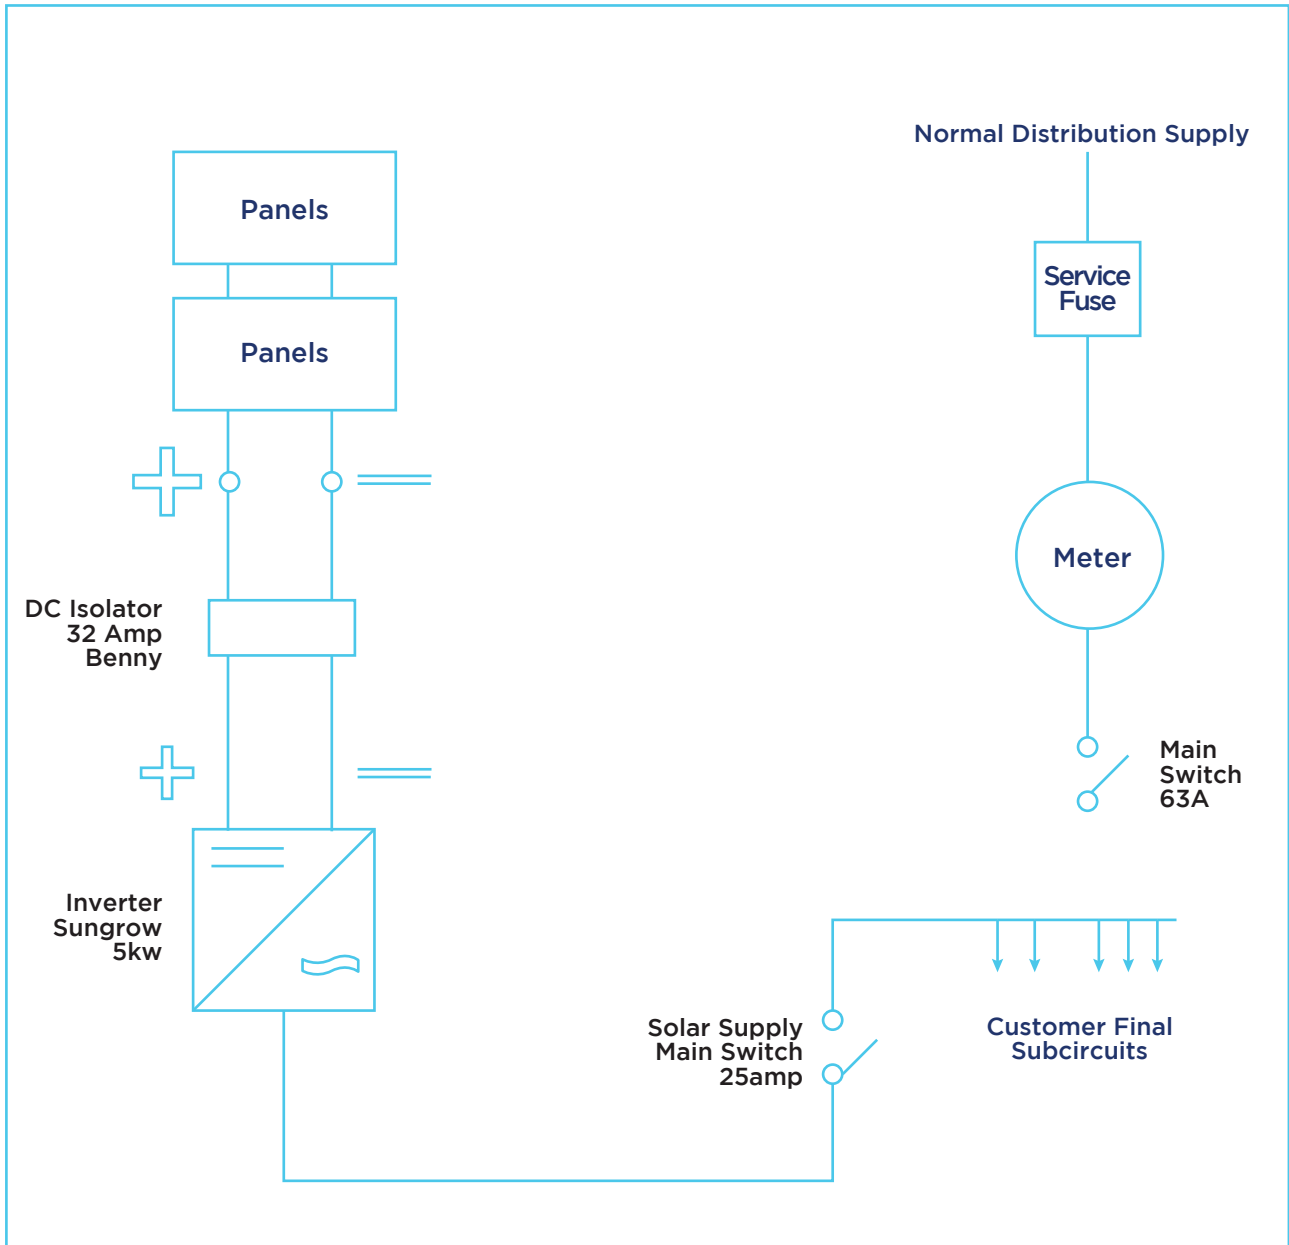 Normal Distribution Supply
Panels
Service
Fuse
Panels
Meter
DC Isolator
32 Amp
Benny
Main
Switch
63A
Inverter
Sungrow
5kw
Solar Supply
Main Switch
25amp
Customer Final
Subcircuits